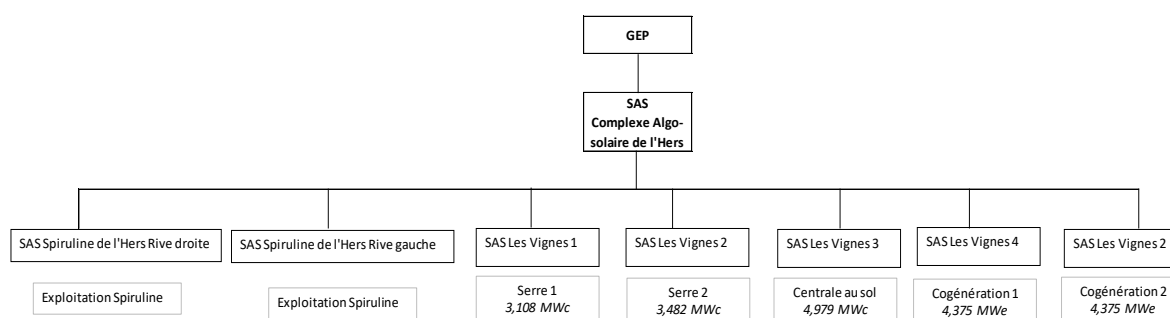 GEP
SAS
Complexe Algo-
solaire de l'Hers
SAS Spiruline de l'Hers Rive droite
SAS Spiruline de l'Hers Rive gauche
SAS Les Vignes 1
SAS Les Vignes 2
SAS Les Vignes 3
SAS Les Vignes 4
SAS Les Vignes 2
Exploitation Spiruline
Exploitation Spiruline
Serre 1
3,108 MWc
Serre 2
3,482 MWc
Centrale au sol
4,979 MWc
Cogénération 1
4,375 MWe
Cogénération 2
4,375 MWe